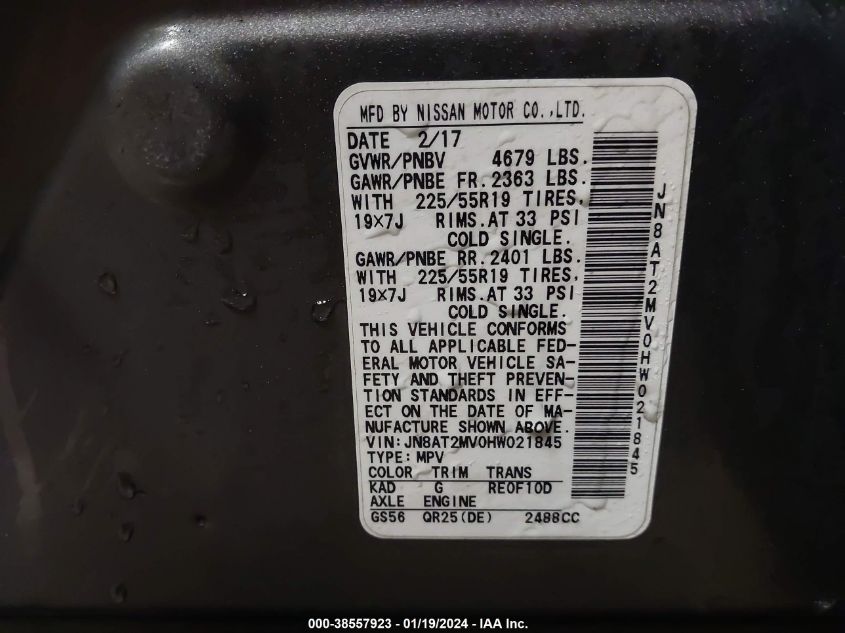 MFD BY NISSAN MOTOR CO.,LTD.
DATE 2/17
GVWR/PNBV 4679 LBS.
GAWR/PNBE FR. 2363 LBS.
WITH 225/55R19 TIRES,
19×7J RIMS.AT 33 PSI
COLD SINGLE.
GAWR/PNBE RR. 2401 LBS.
WITH 225/55R19 TIRES,
19×7J RIMS.AT 33 PSI
COLD SINGLE.
THIS VEHICLE CONFORMS
TO ALL APPLICABLE FED-
ERAL MOTOR VEHICLE SA-
FETY AND THEFT PREVEN-
TION STANDARDS IN EFF-
ECT ON THE DATE OF MA-
NUFACTURE SHOWN ABOVE.
VIN:JN8AT2MV0HW021845
TYPE:MPV
COLOR TRIM TRANS
KAD G RE0F10D
AXLE ENGINE
GS56 QR25(DE) 2488CC
JN8AT2MV0HW021845
000-38557923 - 01/19/2024 - IAA Inc.